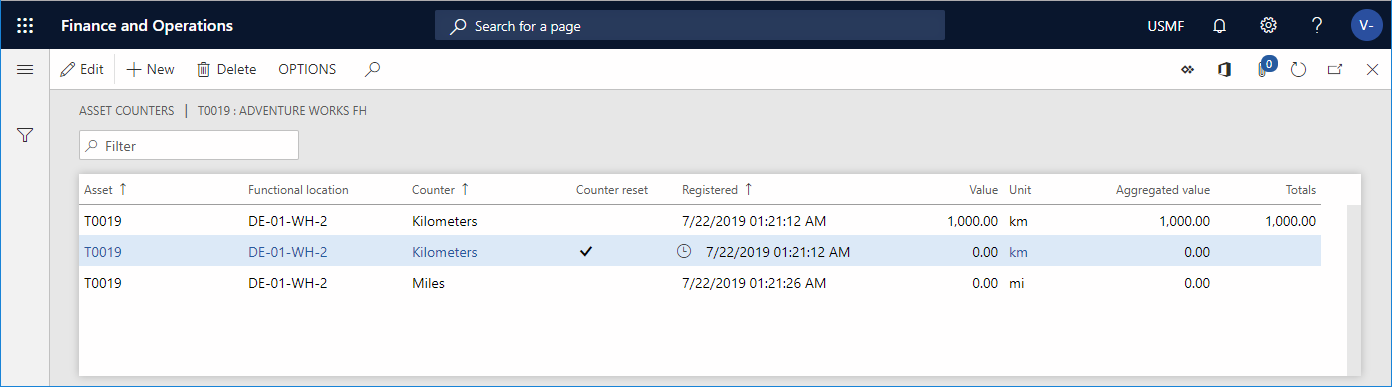 Finance and Operations Search for a page USMF V-
Edit New Delete OPTIONS 0
ASSET COUNTERS | T0019 : ADVENTURE WORKS FH
Filter
Asset Functional location Counter Counter reset Registered Value Unit Aggregated value Totals
T0019 DE-01-WH-2 Kilometers 7/22/2019 01:21:12 AM 1,000.00 km 1,000.00 1,000.00
T0019 DE-01-WH-2 Kilometers 7/22/2019 01:21:12 AM 0.00 km 0.00
T0019 DE-01-WH-2 Miles 7/22/2019 01:21:26 AM 0.00 mi 0.00